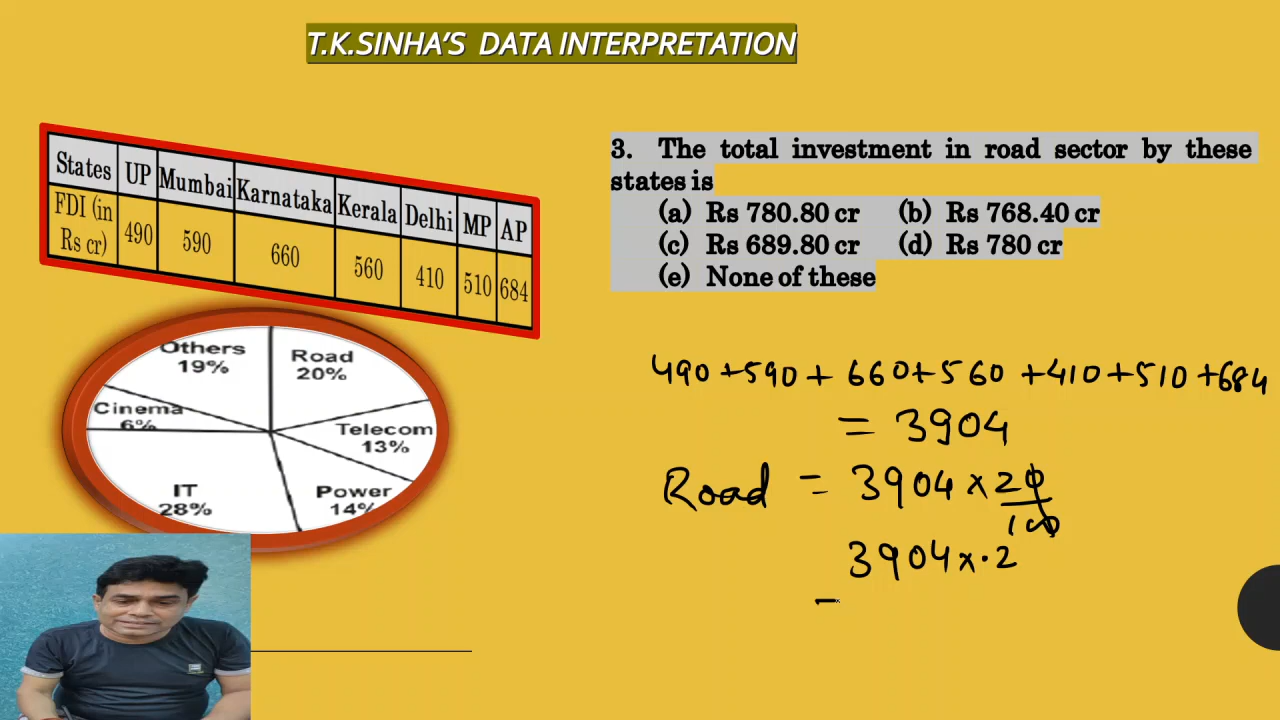 T.K.SINHA'S DATA INTERPRETATION
States UP Mumbai Karnataka Kerala Delhi MP AP
FDI (in Rs cr) 490 590 660 560 410 510 684
Others 19%
Road 20%
Cinema 6%
Telecom 13%
IT 28%
Power 14%
3. The total investment in road sector by these
states is
(a) Rs 780.80 cr (b) Rs 768.40 cr
(c) Rs 689.80 cr (d) Rs 780 cr
(e) None of these
490 +590 + 660+560 +410+510+684
= 3904
Road = 3904 × 20/100
3904 × .2